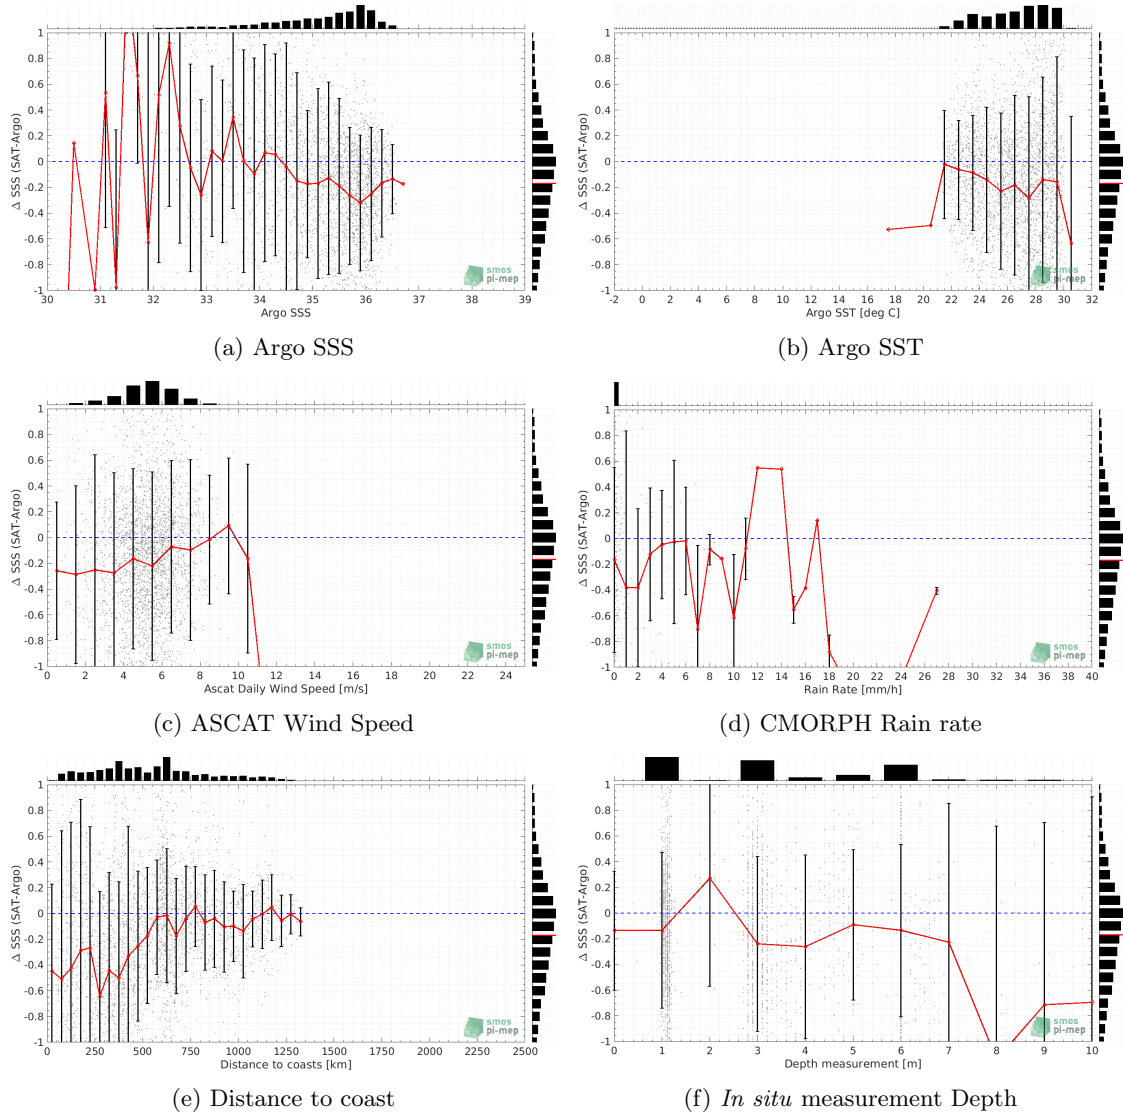 1
0.8
0.6
0.4
0.2
0
-0.2
-0.4
-0.6
-0.8
-1
Δ SSS (SAT-Argo)
30 31 32 33 34 35 36 37 38 39
Argo SSS
smos
pi-mep
(a) Argo SSS
1
0.8
0.6
0.4
0.2
0
-0.2
-0.4
-0.6
-0.8
-1
Δ SSS (SAT-Argo)
-2 0 2 4 6 8 10 12 14 16 18 20 22 24 26 28 30 32
Argo SST [deg C]
smos
pi-mep
(b) Argo SST
1
0.8
0.6
0.4
0.2
0
-0.2
-0.4
-0.6
-0.8
-1
Δ SSS (SAT-Argo)
0 2 4 6 8 10 12 14 16 18 20 22 24
Ascat Daily Wind Speed [m/s]
smos
pi-mep
(c) ASCAT Wind Speed
1
0.8
0.6
0.4
0.2
0
-0.2
-0.4
-0.6
-0.8
-1
Δ SSS (SAT-Argo)
0 2 4 6 8 10 12 14 16 18 20 22 24 26 28 30 32 34 36 38 40
Rain Rate [mm/h]
smos
pi-mep
(d) CMORPH Rain rate
1
0.8
0.6
0.4
0.2
0
-0.2
-0.4
-0.6
-0.8
-1
Δ SSS (SAT-Argo)
0 250 500 750 1000 1250 1500 1750 2000 2250 2500
Distance to coasts [km]
smos
pi-mep
(e) Distance to coast
1
0.8
0.6
0.4
0.2
0
-0.2
-0.4
-0.6
-0.8
-1
Δ SSS (SAT-Argo)
0 1 2 3 4 5 6 7 8 9 10
Depth measurement [m]
smos
pi-mep
(f) In situ measurement Depth